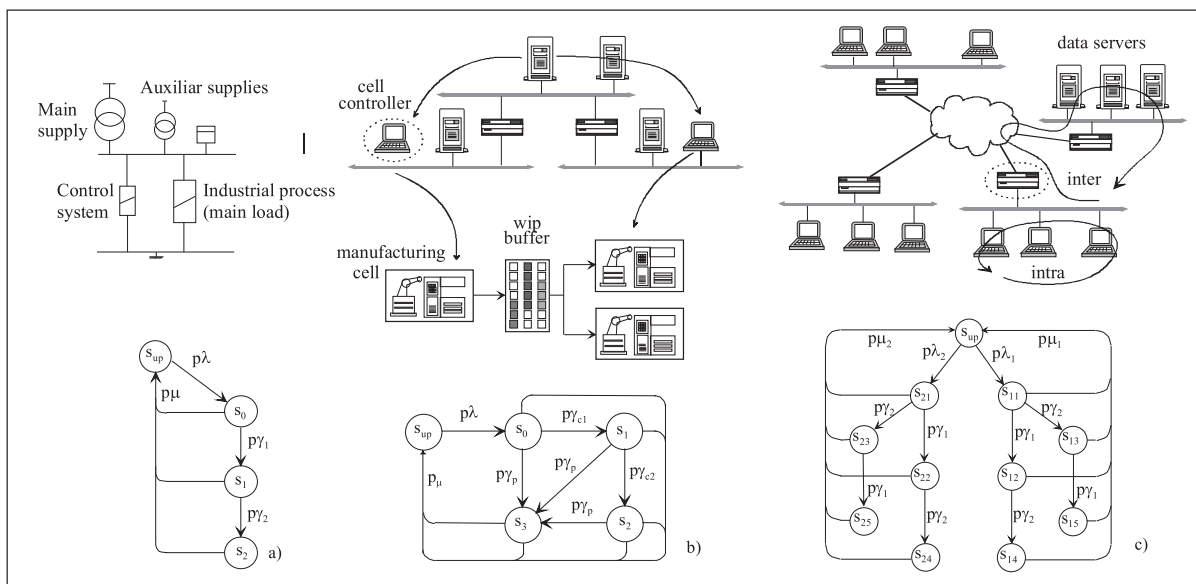 Main
supply
Auxiliar supplies
Control
system
Industrial process
(main load)
cell
controller
manufacturing
cell
wip
buffer
data servers
inter
intra
s_up
pλ
pμ
s_0
pγ_1
s_1
pγ_2
s_2
a)
s_up
pλ
s_0
pγ_c1
s_1
p_μ
pγ_p
pγ_p
pγ_c2
s_3
pγ_p
s_2
b)
pμ_2
s_up
pμ_1
pλ_2
pλ_1
s_21
s_11
pγ_2
pγ_2
s_23
pγ_1
pγ_1
s_13
s_22
s_12
pγ_1
pγ_1
s_25
pγ_2
pγ_2
s_15
s_24
s_14
c)